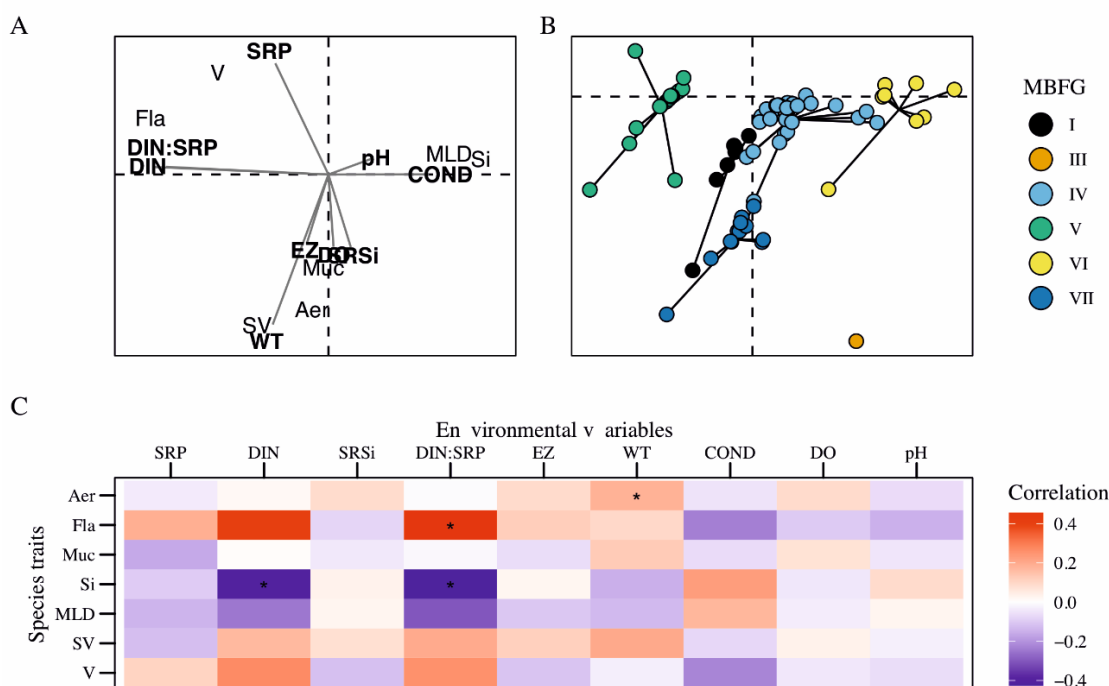 A
B
SRP
V
Fla
DIN:SRP
DIN
pH
MLD
Si
COND
EZ
DO
SRSi
Muc
Aer
SV
WT
MBFG
I
III
IV
V
VI
VII
C
En vironmental v ariables
SRP DIN SRSi DIN:SRP EZ WT COND DO pH
Species traits
Aer *
Fla *
Muc
Si * *
MLD
SV
V
Correlation
0.4
0.2
0.0
−0.2
−0.4